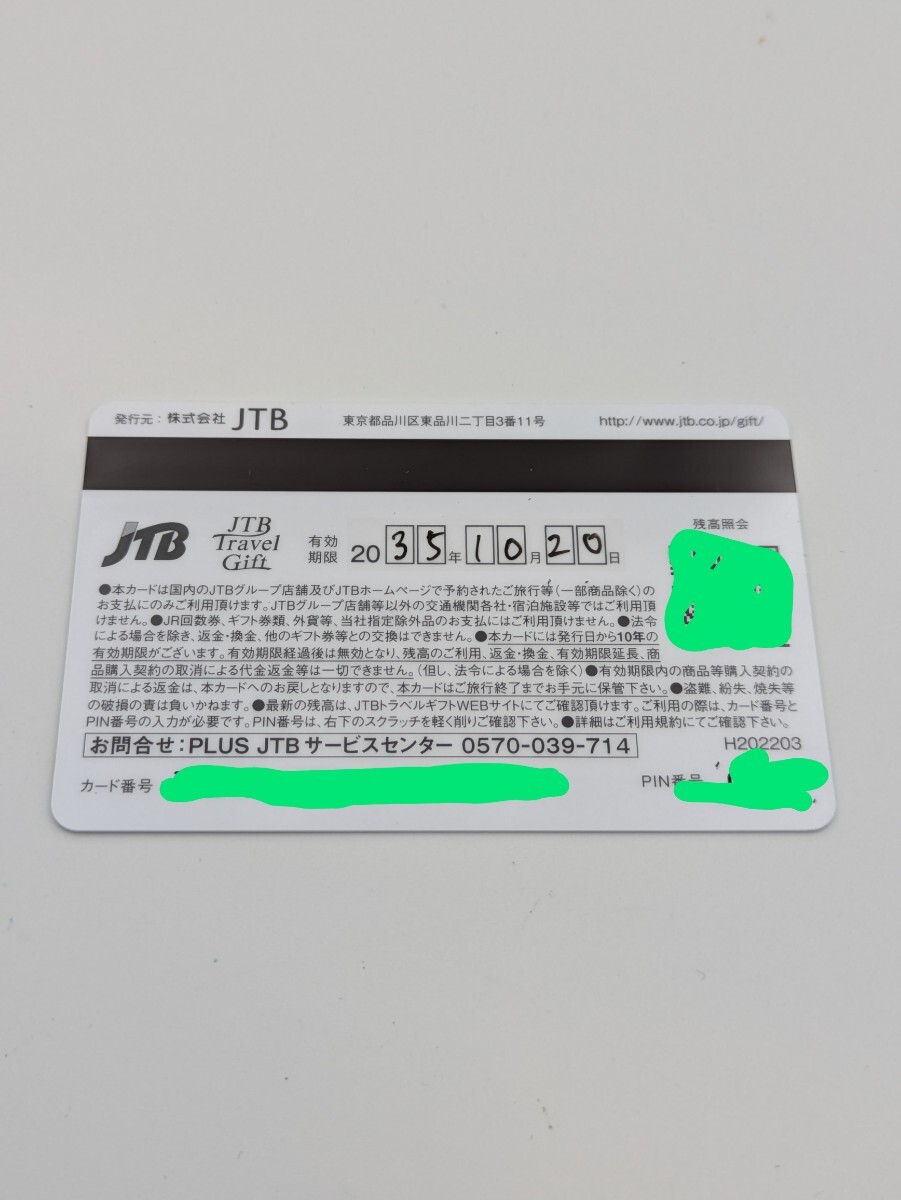 発行元：株式会社 JTB 東京都品川区東品川二丁目3番11号 http://www.jtb.co.jp/gift/
JTB
JTB
Travel
Gift
有効
期限 2035年10月20日
残高照会
●本カードは国内のJTBグループ店舗及びJTBホームページで予約されたご旅行等（一部商品除く）の
お支払にのみご利用頂けます。JTBグループ店舗等以外の交通機関各社・宿泊施設等ではご利用頂
けません。●JR回数券、ギフト券類、外貨等、当社指定除外品のお支払にはご利用頂けません。●法令
による場合を除き、返金・換金、他のギフト券等との交換はできません。●本カードには発行日から10年の
有効期限がございます。有効期限経過後は無効となり、残高のご利用、返金・換金、有効期限延長、商
品購入契約の取消による代金返金等は一切できません。（但し、法令による場合を除く）●有効期限内の商品等購入契約の
取消による返金は、本カードへのお戻しとなりますので、本カードはご旅行終了までお手元に保管下さい。●盗難、紛失、焼失等
の破損の責は負いかねます。●最新の残高は、JTBトラベルギフトWEBサイトにてご確認頂けます。ご利用の際は、カード番号と
PIN番号の入力が必要です。PIN番号は、右下のスクラッチを軽く削りご確認下さい。●詳細はご利用規約にてご確認下さい。
お問合せ：PLUS JTBサービスセンター 0570-039-714 H202203
カード番号 PIN番号